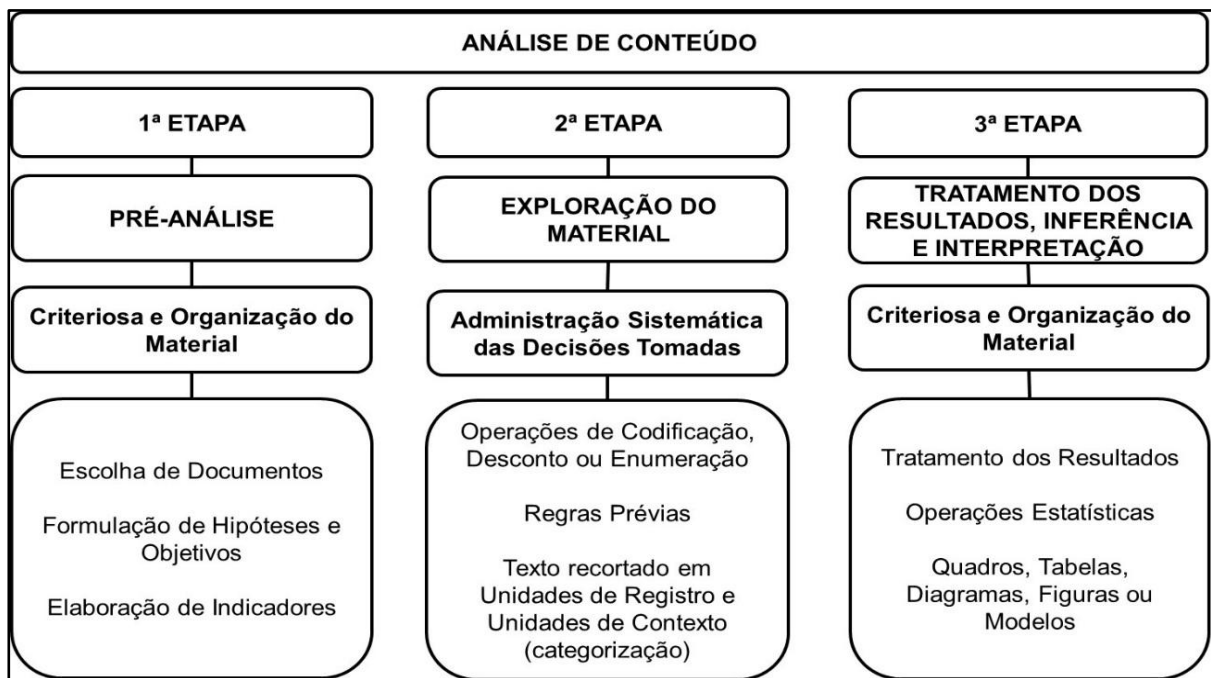 ANÁLISE DE CONTEÚDO
1ª ETAPA
PRÉ-ANÁLISE
Criteriosa e Organização do
Material
Escolha de Documentos
Formulação de Hipóteses e
Objetivos
Elaboração de Indicadores
2ª ETAPA
EXPLORAÇÃO DO
MATERIAL
Administração Sistemática
das Decisões Tomadas
Operações de Codificação,
Desconto ou Enumeração
Regras Prévias
Texto recortado em
Unidades de Registro e
Unidades de Contexto
(categorização)
3ª ETAPA
TRATAMENTO DOS
RESULTADOS, INFERÊNCIA
E INTERPRETAÇÃO
Criteriosa e Organização do
Material
Tratamento dos Resultados
Operações Estatísticas
Quadros, Tabelas,
Diagramas, Figuras ou
Modelos